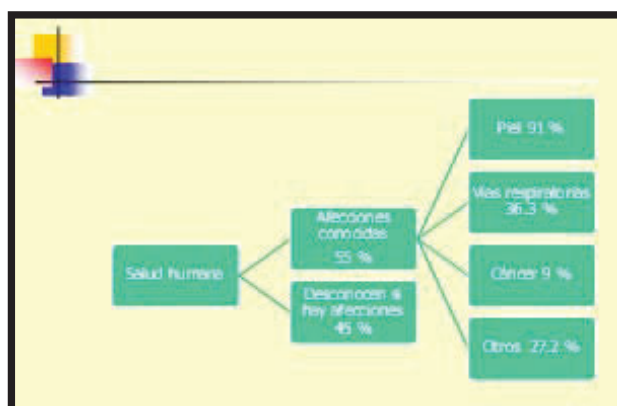 Salud humana
Afecciones
conocidas
55 %
Desconocen si
hay afecciones
45 %
Piel 91 %
Vías respiratorias
36.3 %
Cáncer 9 %
Otros 27.2 %